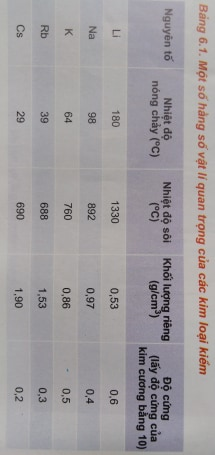 Bảng 6.1. Một số hằng số vật lí quan trọng của các kim loại kiềm
Nguyên tố | Nhiệt độ nóng chảy (°C) | Nhiệt độ sôi (°C) | Khối lượng riêng (g/cm³) | Độ cứng (lấy độ cứng của kim cương bằng 10)
Li 180 1330 0,53 0,6
Na 98 892 0,97 0,4
K 64 760 0,86 0,5
Rb 39 688 1,53 0,3
Cs 29 690 1,90 0,2